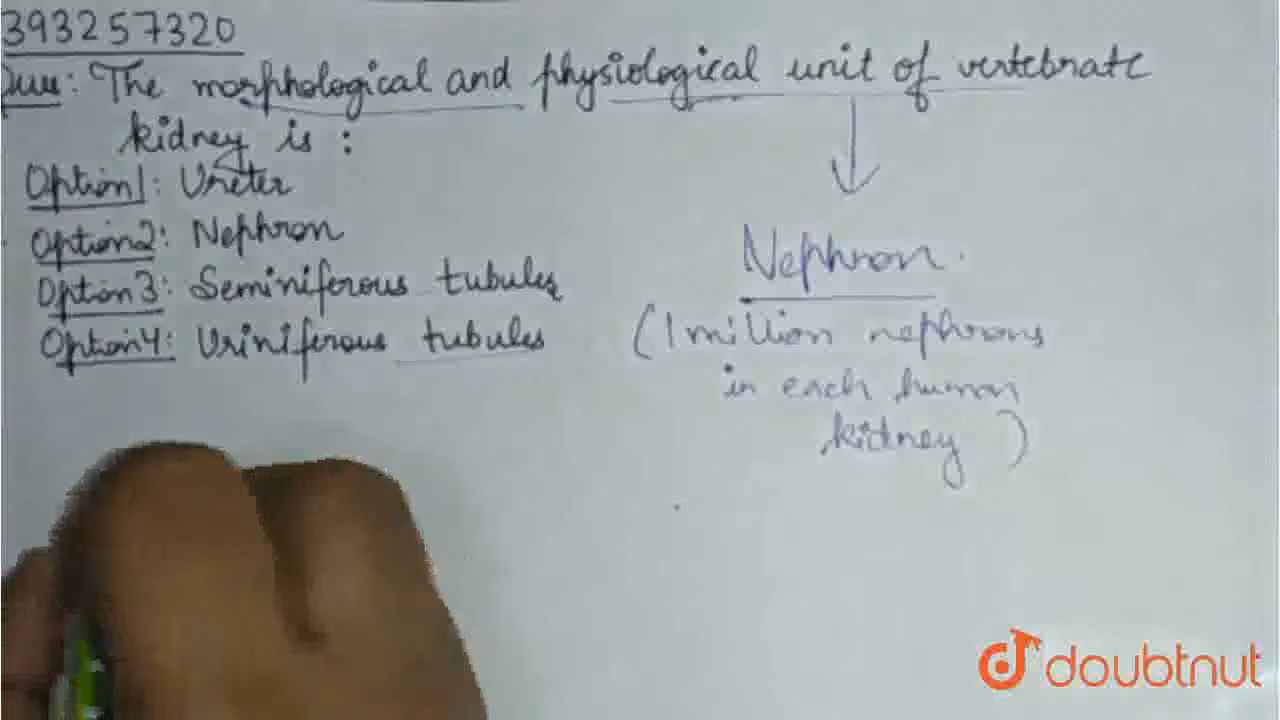 393257320
Ques: The morphological and physiological unit of vertebrate
kidney is :
Option1: Ureter
Option2: Nephron
Option3: Seminiferous tubules
Option4: Uriniferous tubules
Nephron.
(1 million nephrons
in each human
kidney )
doubtnut